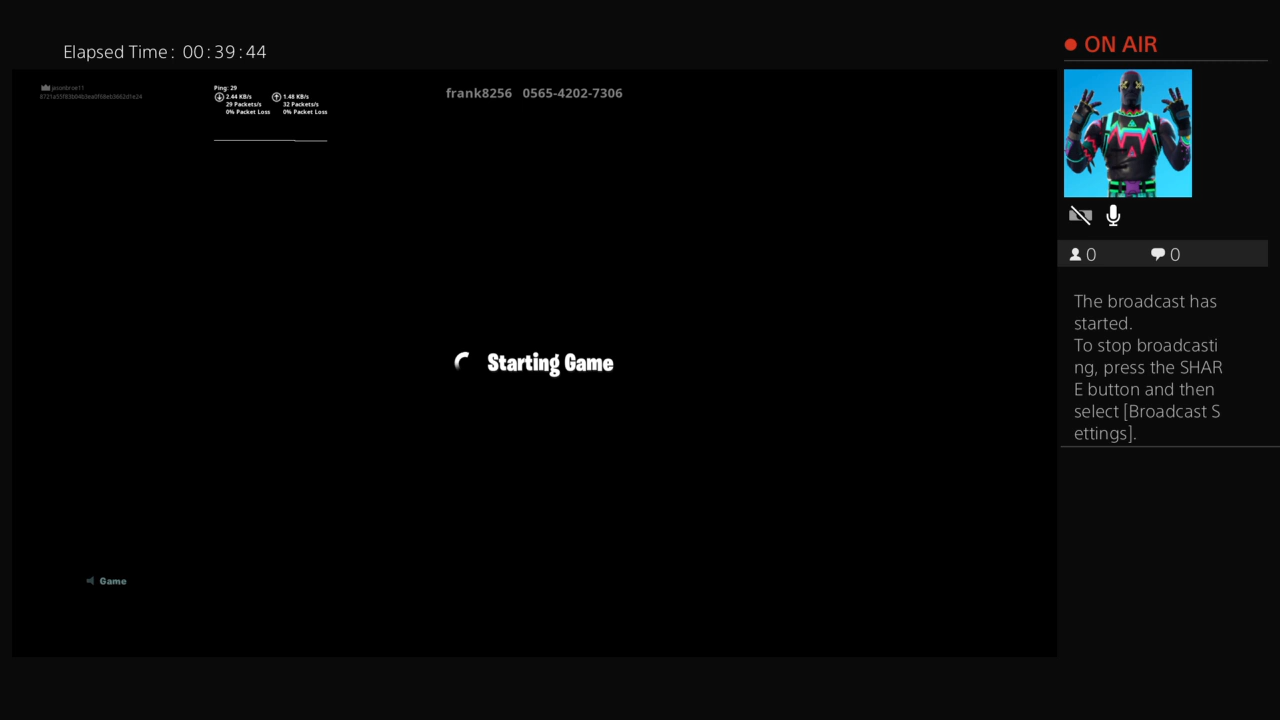 Elapsed Time: 00:39:44
ON AIR
Ping: 29
2.44 KB/s 1.48 KB/s
29 Packets/s 32 Packets/s
0% Packet Loss 0% Packet Loss
frank8256 0565-4202-7306
0 0
The broadcast has
started.
To stop broadcasti
ng, press the SHAR
E button and then
select [Broadcast S
ettings].
Starting Game
Game